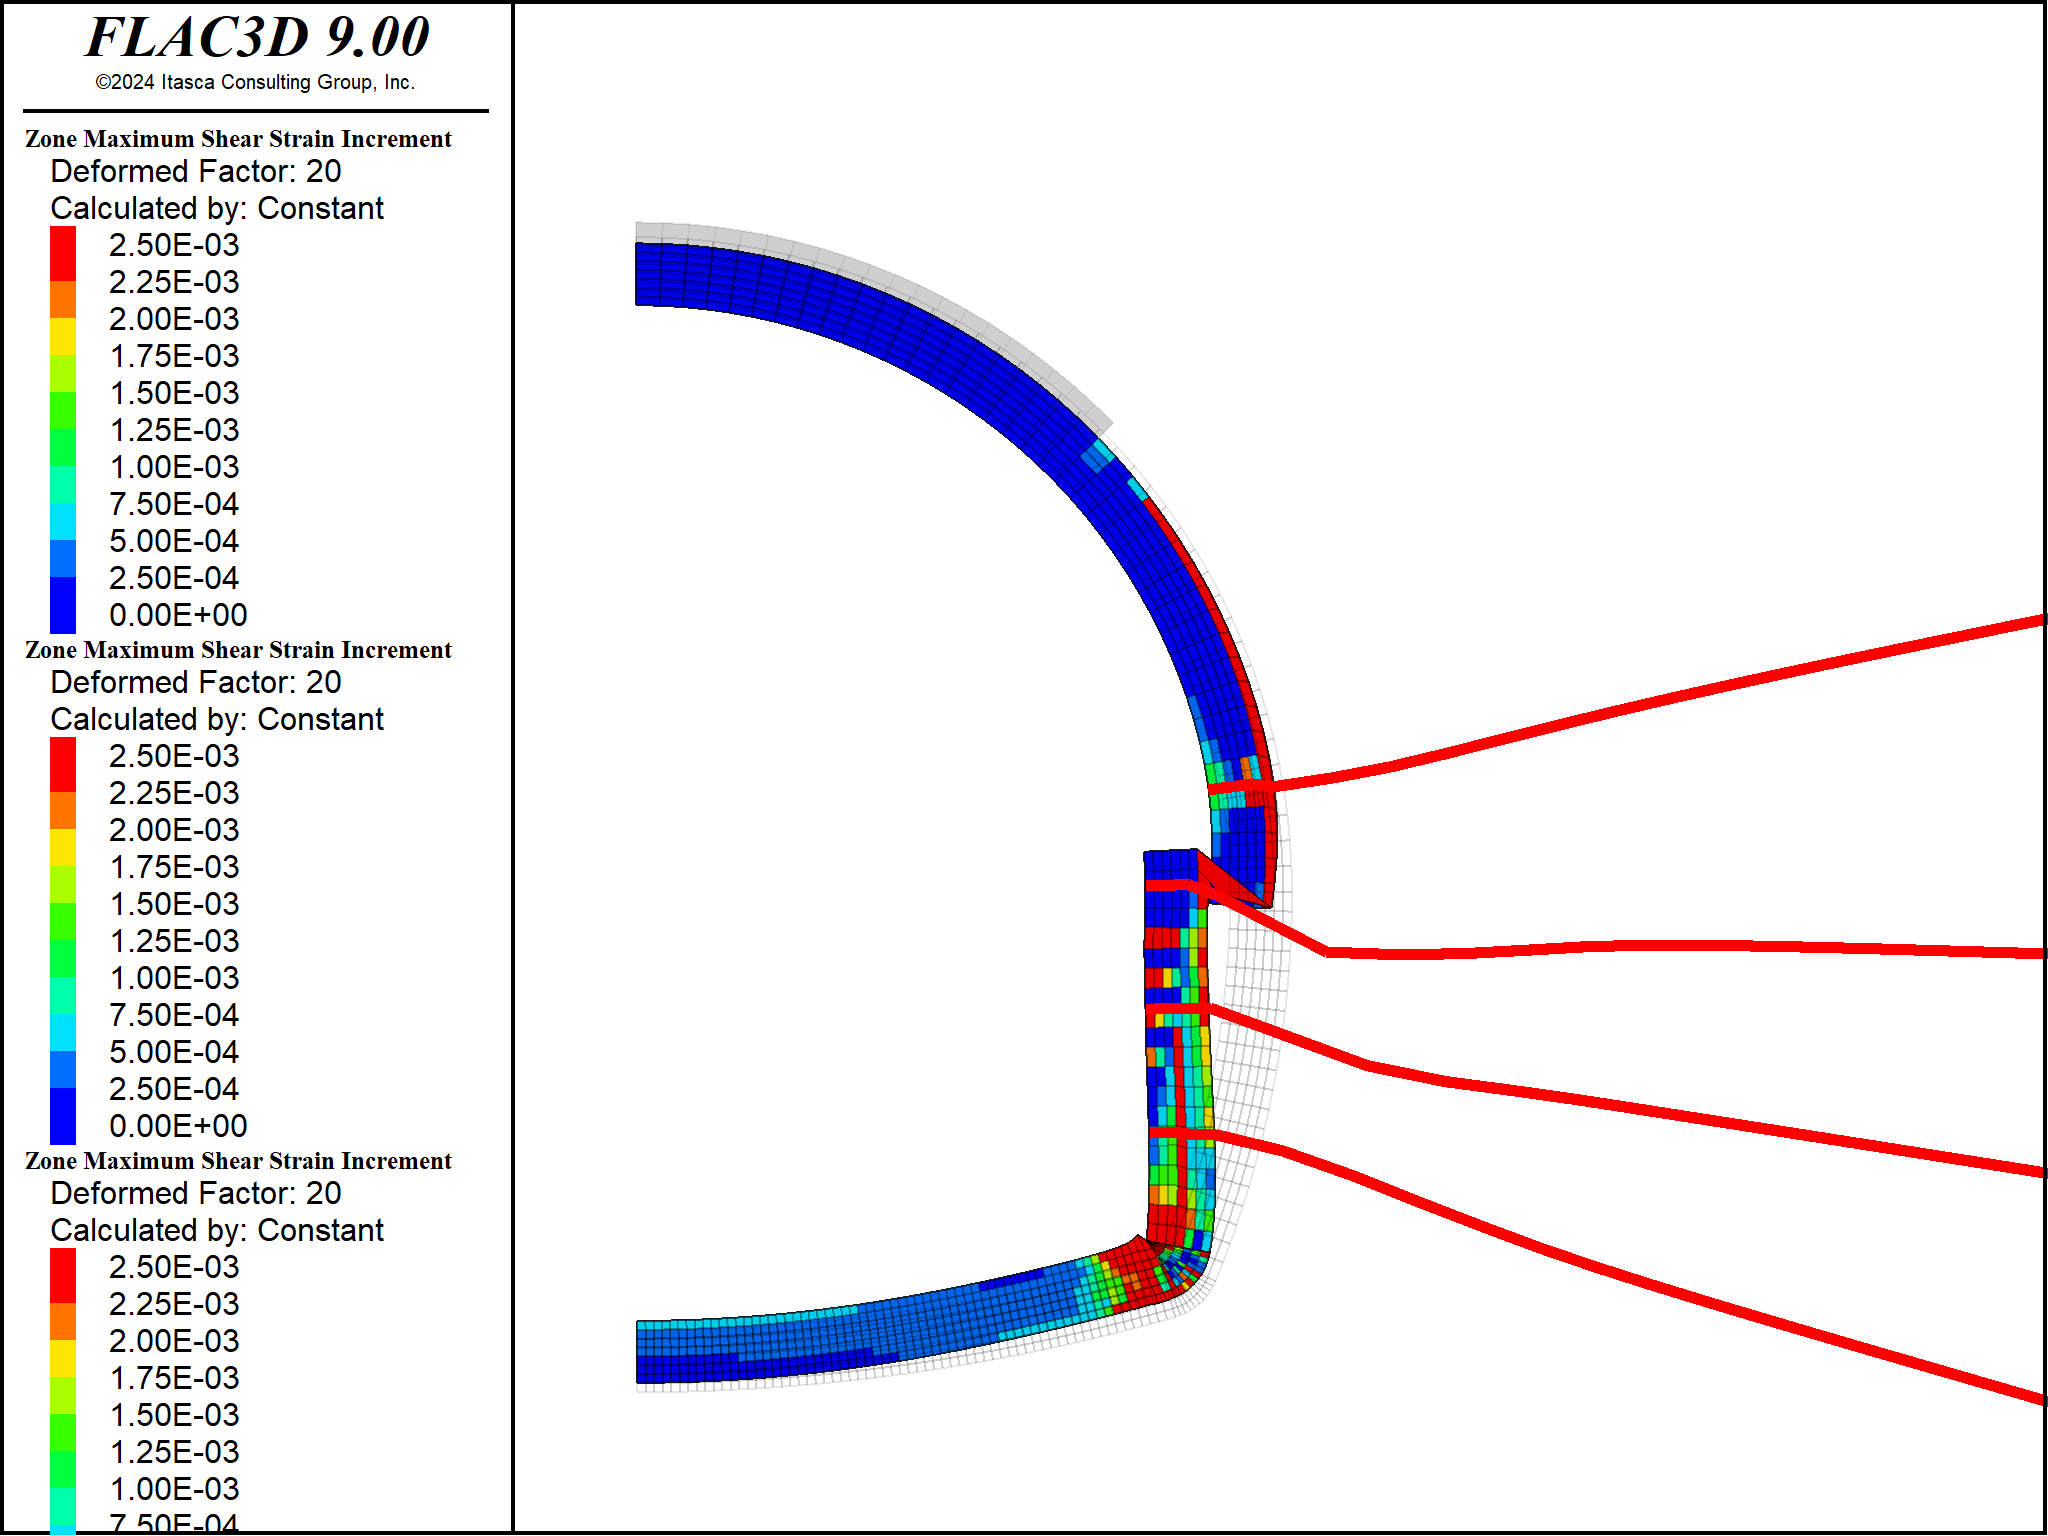 FLAC3D 9.00
©2024 Itasca Consulting Group, Inc.
Zone Maximum Shear Strain Increment
Deformed Factor: 20
Calculated by: Constant
2.50E-03
2.25E-03
2.00E-03
1.75E-03
1.50E-03
1.25E-03
1.00E-03
7.50E-04
5.00E-04
2.50E-04
0.00E+00
Zone Maximum Shear Strain Increment
Deformed Factor: 20
Calculated by: Constant
2.50E-03
2.25E-03
2.00E-03
1.75E-03
1.50E-03
1.25E-03
1.00E-03
7.50E-04
5.00E-04
2.50E-04
0.00E+00
Zone Maximum Shear Strain Increment
Deformed Factor: 20
Calculated by: Constant
2.50E-03
2.25E-03
2.00E-03
1.75E-03
1.50E-03
1.25E-03
1.00E-03
7.50E-04